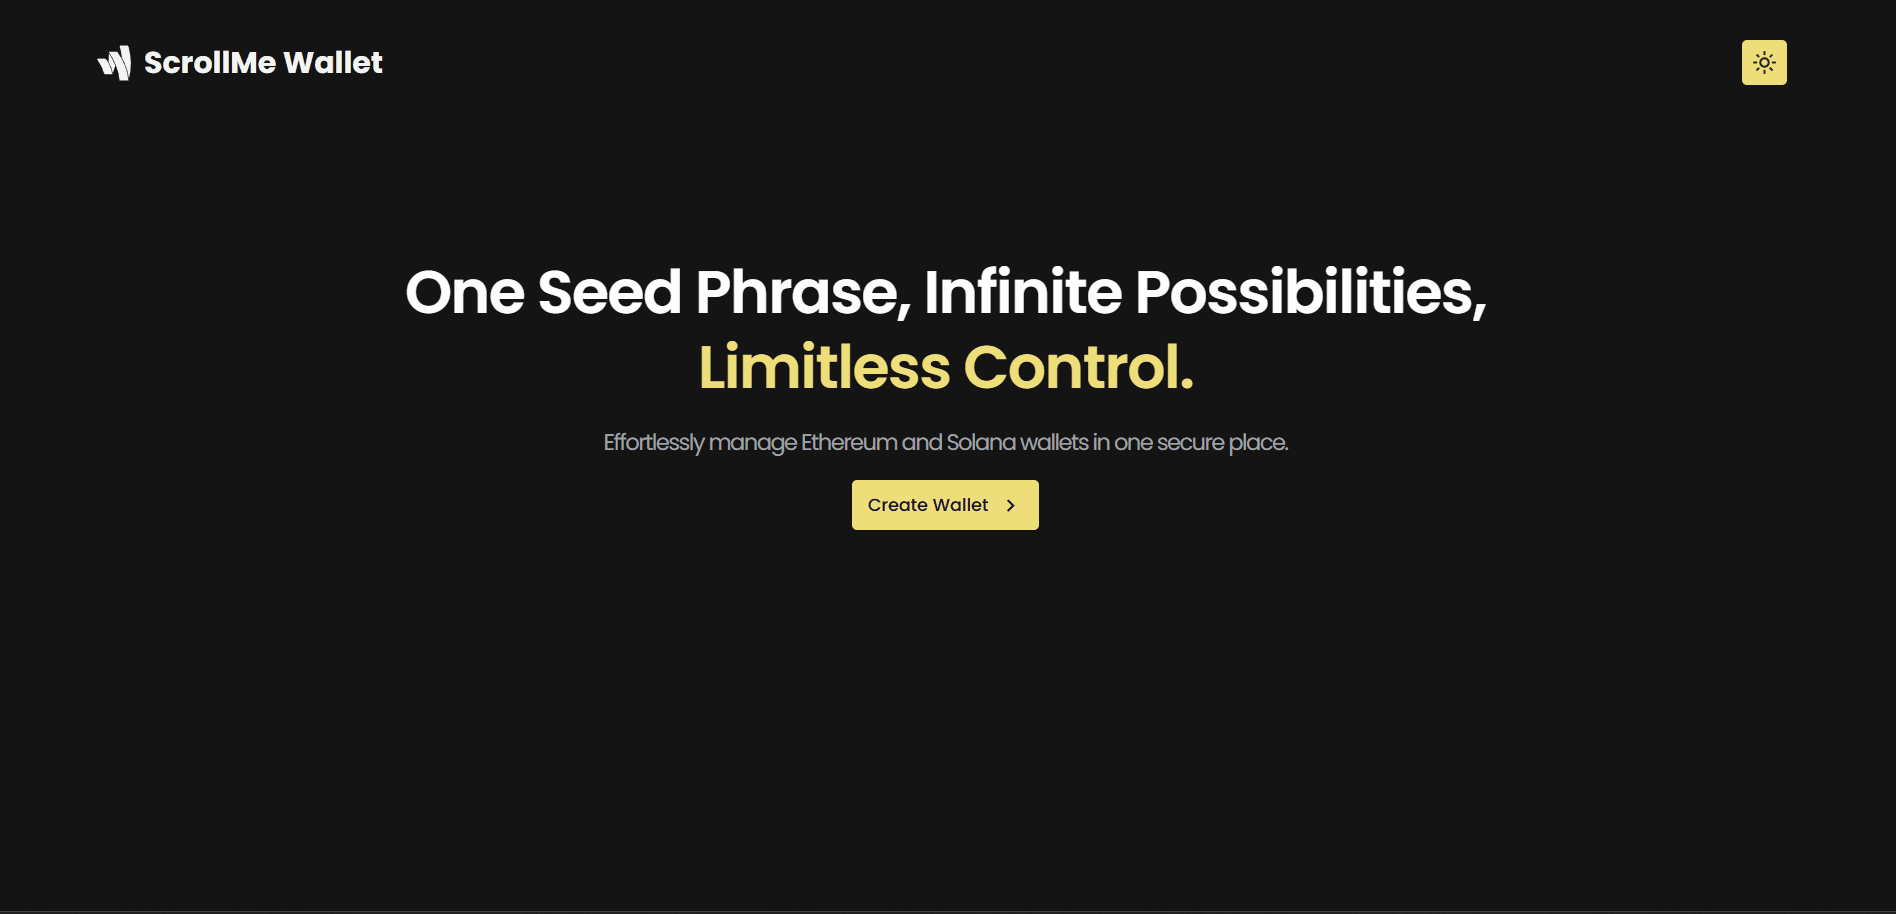 ScrollMe Wallet
One Seed Phrase, Infinite Possibilities,
Limitless Control.
Effortlessly manage Ethereum and Solana wallets in one secure place.
Create Wallet